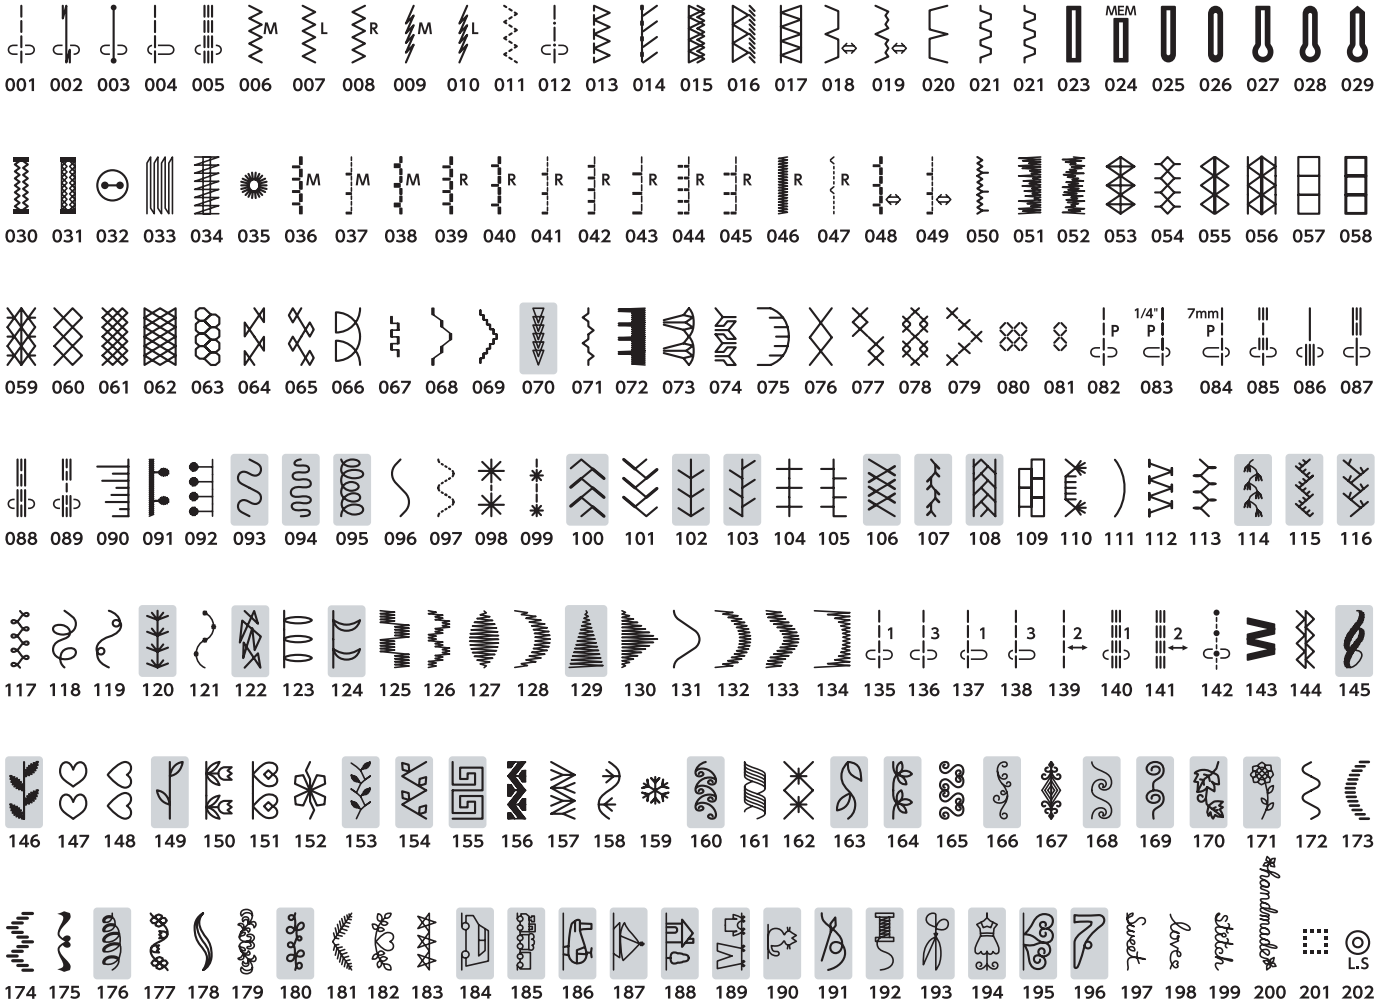 MEM
M L R M L
001 002 003 004 005 006 007 008 009 010 011 012 013 014 015 016 017 018 019 020 021 021 023 024 025 026 027 028 029
M M M R R R R R R R R R
030 031 032 033 034 035 036 037 038 039 040 041 042 043 044 045 046 047 048 049 050 051 052 053 054 055 056 057 058
1/4" 7mm
P P P
059 060 061 062 063 064 065 066 067 068 069 070 071 072 073 074 075 076 077 078 079 080 081 082 083 084 085 086 087
088 089 090 091 092 093 094 095 096 097 098 099 100 101 102 103 104 105 106 107 108 109 110 111 112 113 114 115 116
1 3 1 3 2 1 2
117 118 119 120 121 122 123 124 125 126 127 128 129 130 131 132 133 134 135 136 137 138 139 140 141 142 143 144 145
146 147 148 149 150 151 152 153 154 155 156 157 158 159 160 161 162 163 164 165 166 167 168 169 170 171 172 173
Sweet love stitch handmade
L.S
174 175 176 177 178 179 180 181 182 183 184 185 186 187 188 189 190 191 192 193 194 195 196 197 198 199 200 201 202